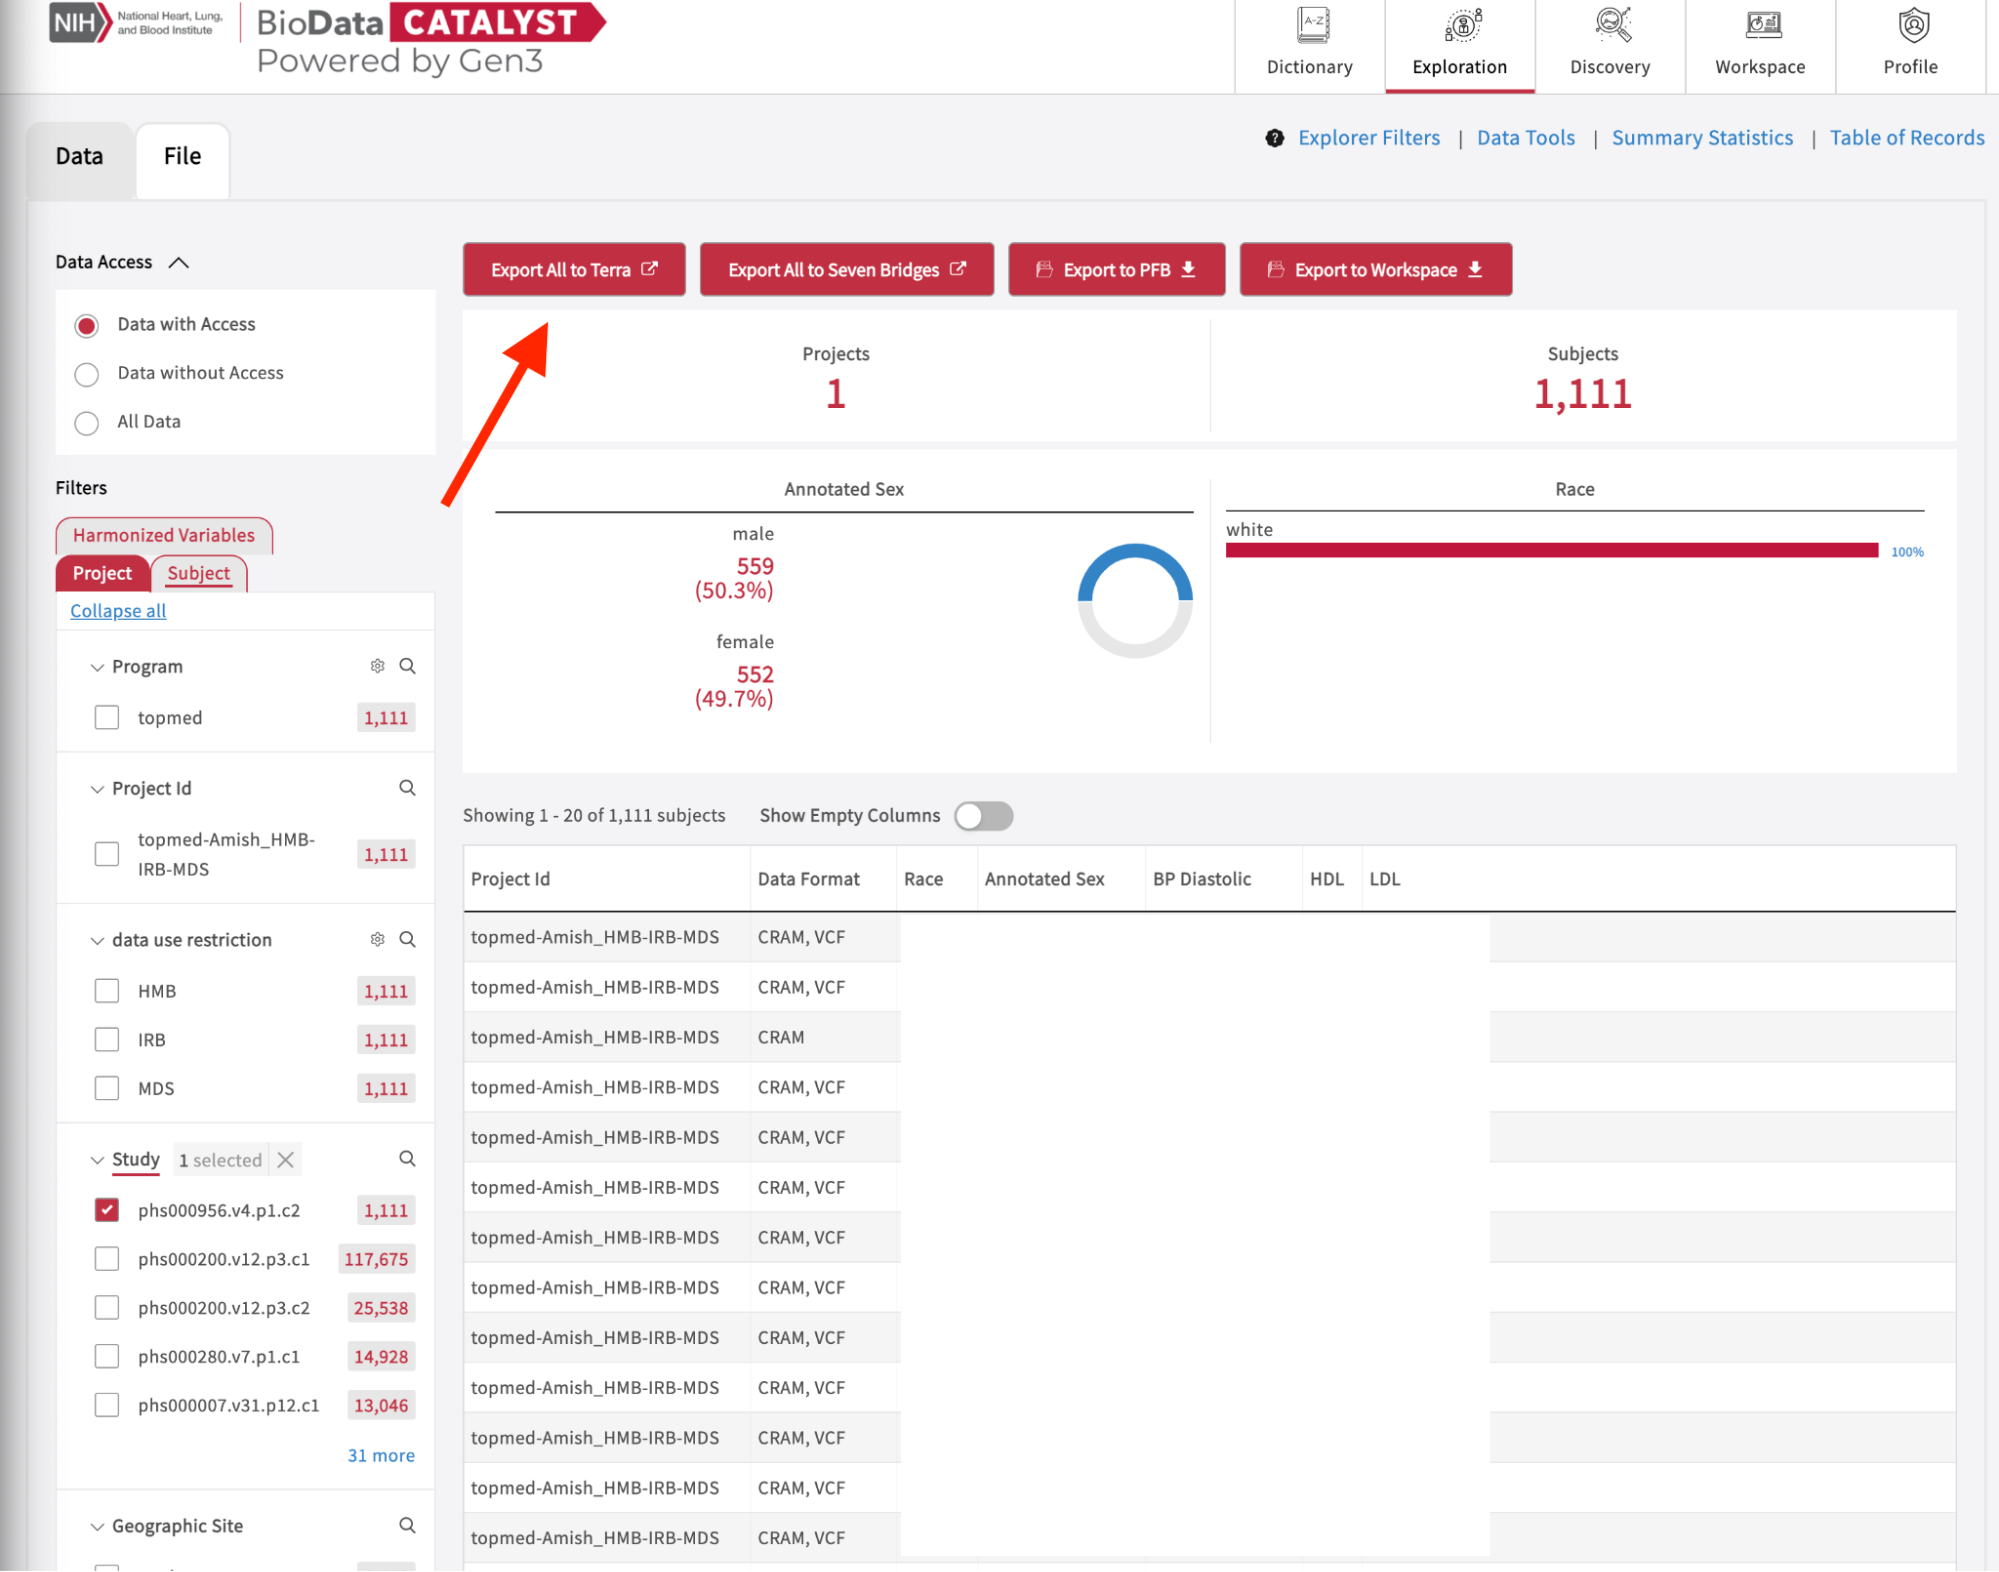 NIH National Heart, Lung, and Blood Institute
BioData CATALYST
Powered by Gen3
Dictionary
Exploration
Discovery
Workspace
Profile
Data
File
Explorer Filters | Data Tools | Summary Statistics | Table of Records
Data Access
Data with Access
Data without Access
All Data
Filters
Harmonized Variables
Project
Subject
Collapse all
Program
topmed 1,111
Project Id
topmed-Amish_HMB-
IRB-MDS 1,111
data use restriction
HMB 1,111
IRB 1,111
MDS 1,111
Study 1 selected
phs000956.v4.p1.c2 1,111
phs000200.v12.p3.c1 117,675
phs000200.v12.p3.c2 25,538
phs000280.v7.p1.c1 14,928
phs000007.v31.p12.c1 13,046
31 more
Geographic Site
Export All to Terra
Export All to Seven Bridges
Export to PFB
Export to Workspace
Projects
1
Subjects
1,111
Annotated Sex
male
559
(50.3%)
female
552
(49.7%)
Race
white
100%
Showing 1 - 20 of 1,111 subjects
Show Empty Columns
Project Id Data Format Race Annotated Sex BP Diastolic HDL LDL
topmed-Amish_HMB-IRB-MDS CRAM, VCF
topmed-Amish_HMB-IRB-MDS CRAM, VCF
topmed-Amish_HMB-IRB-MDS CRAM
topmed-Amish_HMB-IRB-MDS CRAM, VCF
topmed-Amish_HMB-IRB-MDS CRAM, VCF
topmed-Amish_HMB-IRB-MDS CRAM, VCF
topmed-Amish_HMB-IRB-MDS CRAM, VCF
topmed-Amish_HMB-IRB-MDS CRAM, VCF
topmed-Amish_HMB-IRB-MDS CRAM, VCF
topmed-Amish_HMB-IRB-MDS CRAM, VCF
topmed-Amish_HMB-IRB-MDS CRAM, VCF
topmed-Amish_HMB-IRB-MDS CRAM, VCF
topmed-Amish_HMB-IRB-MDS CRAM, VCF